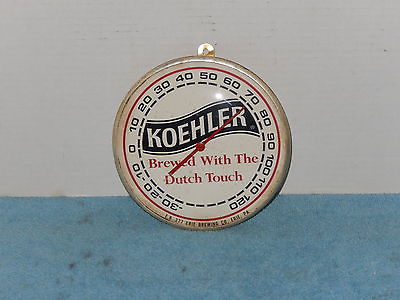 -30 -20 -10 0 10 20 30 40 50 60 70 80 90 100 110 120
KOEHLER
Brewed With The
Dutch Touch
ERIE BREWING CO. ERIE, PA.